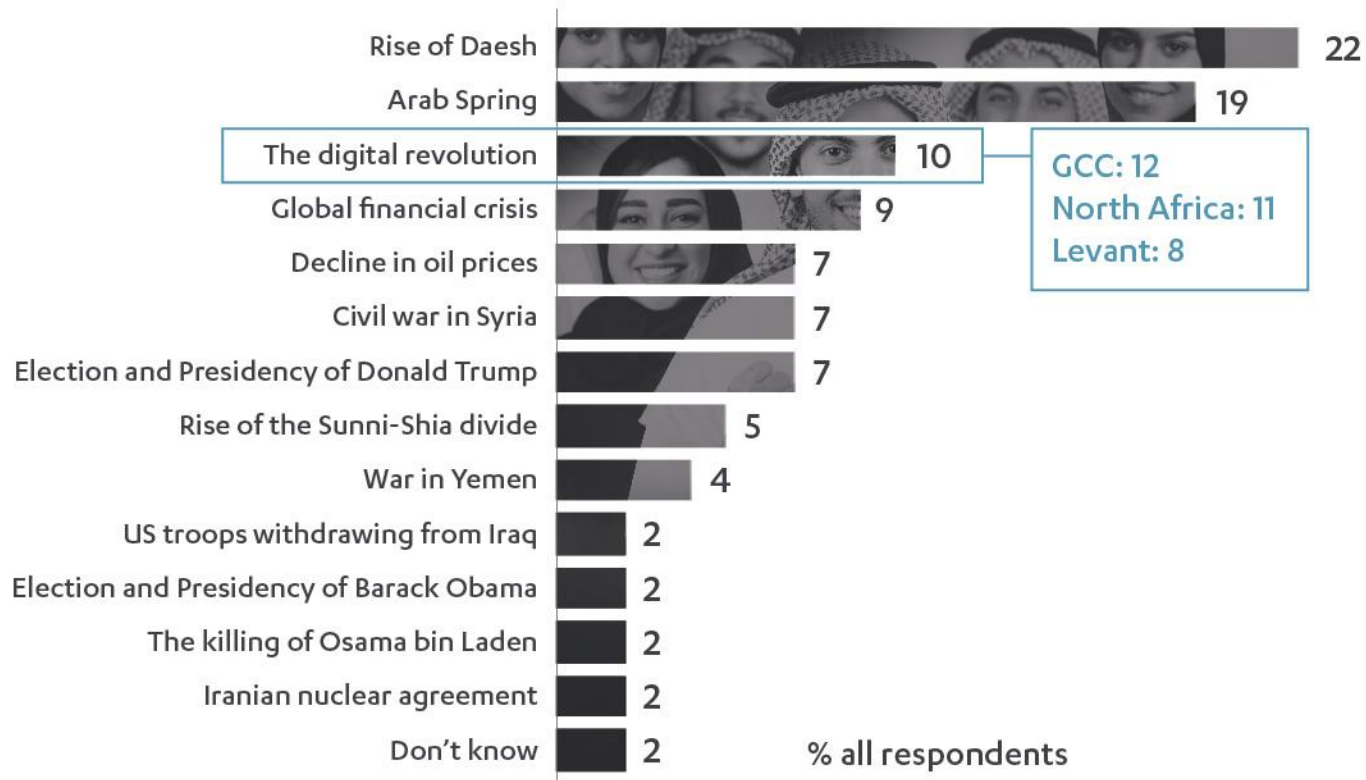 Rise of Daesh 22
Arab Spring 19
The digital revolution 10
GCC: 12
North Africa: 11
Levant: 8
Global financial crisis 9
Decline in oil prices 7
Civil war in Syria 7
Election and Presidency of Donald Trump 7
Rise of the Sunni-Shia divide 5
War in Yemen 4
US troops withdrawing from Iraq 2
Election and Presidency of Barack Obama 2
The killing of Osama bin Laden 2
Iranian nuclear agreement 2
Don't know 2
% all respondents